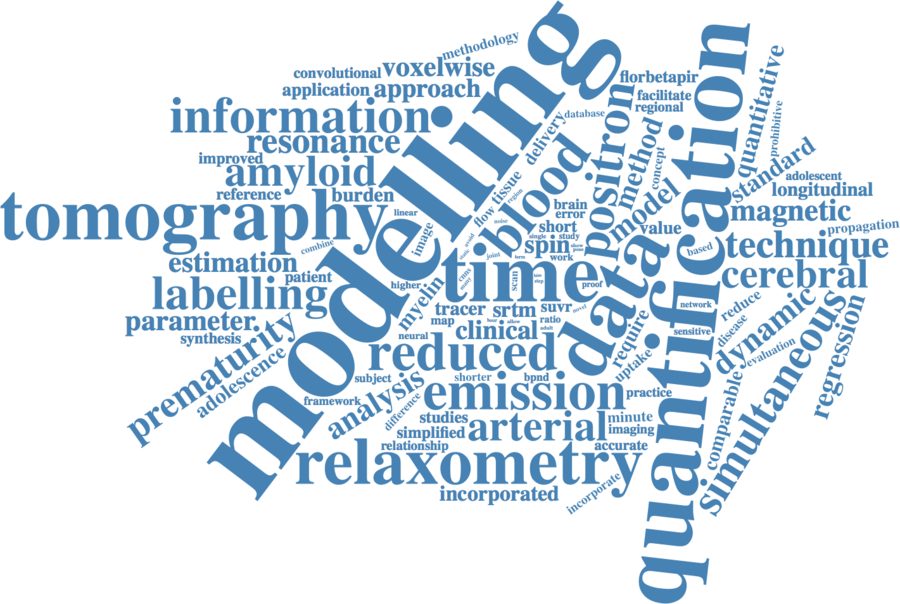 methodology
convolutional
voxelwise
application
approach
florbetapir
facilitate
regional
information
modelling
delivery
database
positron
method
quantitative
prohibitive
resonance
improved
amyloid
reference
burden
tissue
flow
region
blood
concept
model
standard
adolescent
longitudinal
tomography
linear
combine
image
brain
error
short
noise
single
study
spin
work
value
magnetic
propagation
based
technique
estimation
patient
higher
joint
time
scan
proof
data
quantification
cerebral
labelling
myelin
tracer
srtm
suvr
novel
network
reduce
dynamic
simultaneous
regression
parameter
synthesis
map
neural
clinical
ratio
adult
require
sensitive
disease
evaluation
prematurity
adolescence
reduced
uptake
subject
shorter
bpnd
practice
framework
analysis
difference
emission
comparable
studies
simplified
arterial
minute
imaging
relationship
accurate
relaxometry
incorporated
incorporate